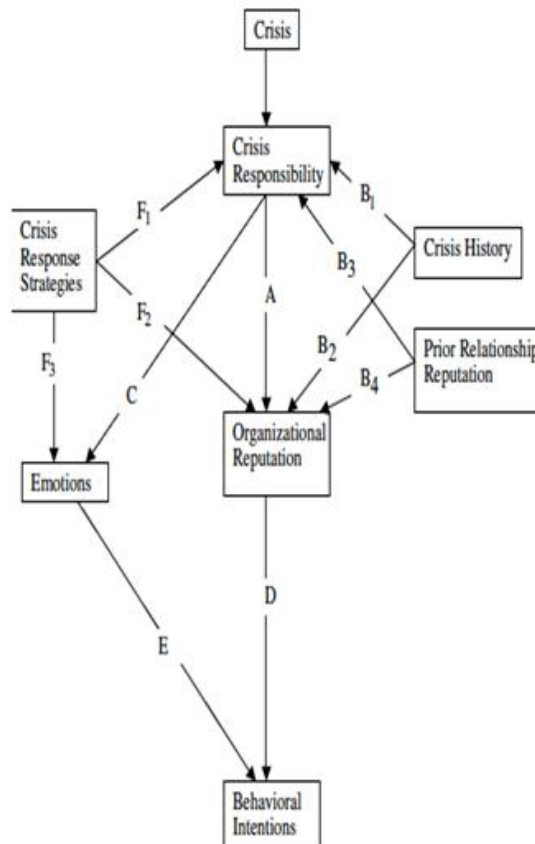 Crisis
Crisis
Responsibility
F1
B1
Crisis
Response
Strategies
Crisis History
A
B3
F2
F3
B2
Prior Relationship
Reputation
C
B4
Organizational
Reputation
Emotions
D
E
Behavioral
Intentions